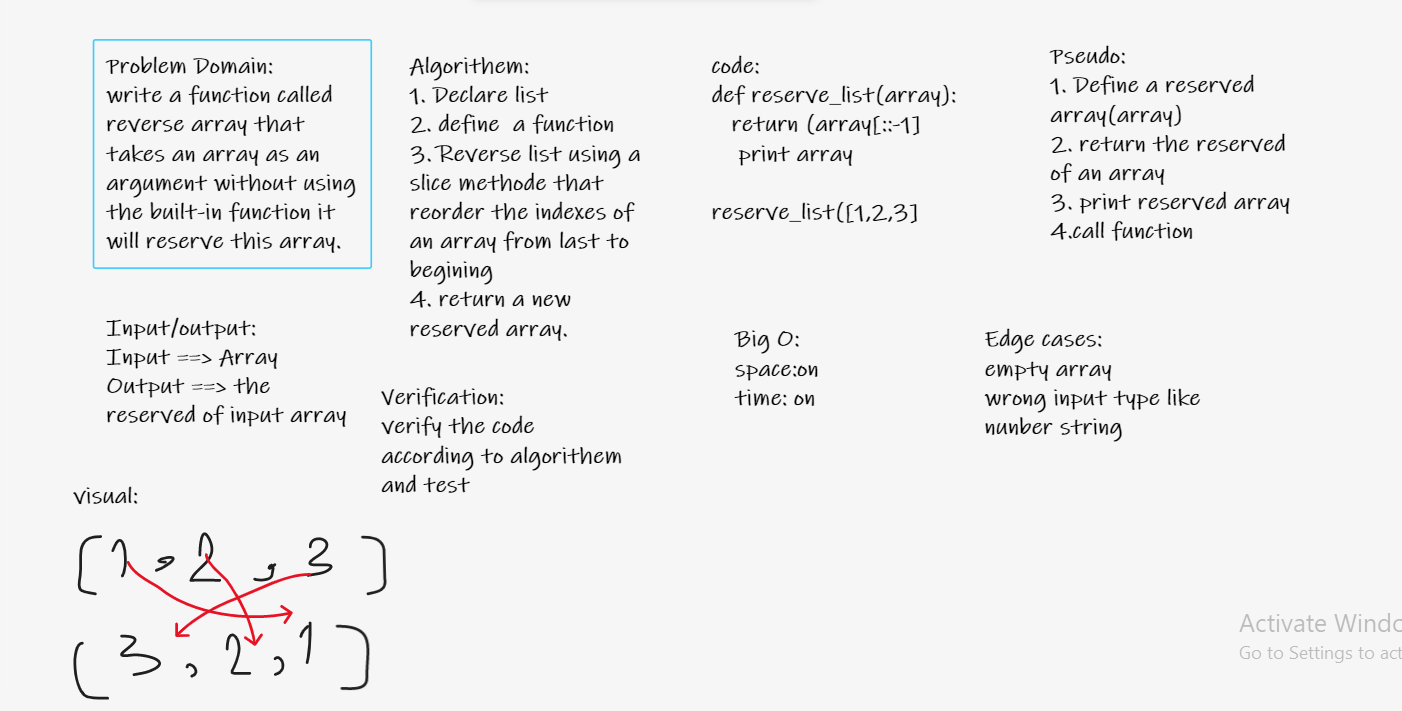 Problem Domain:
write a function called
reverse array that
takes an array as an
argument without using
the built-in function it
will reserve this array.
Algorithem:
1. Declare list
2. define a function
3. Reverse list using a
slice methode that
reorder the indexes of
an array from last to
begining
4. return a new
reserved array.
code:
def reserve_list(array):
return (array[::-1]
print array
reserve_list([1,2,3]
Pseudo:
1. Define a reserved
array(array)
2. return the reserved
of an array
3. print reserved array
4.call function
Input/output:
Input ==> Array
Output ==> the
reserved of input array
Verification:
verify the code
according to algorithem
and test
Big O:
space:on
time: on
Edge cases:
empty array
wrong input type like
nunber string
visual:
[1,2,3]
[3,2,1]
Activate Windo
Go to Settings to act